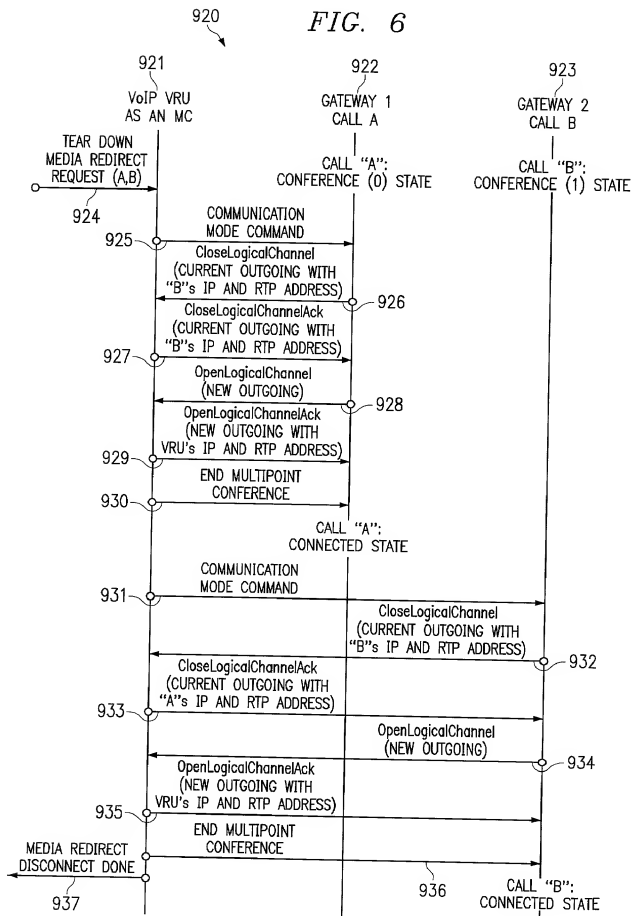 920
FIG. 6
921
922
923
VoIP VRU
AS AN MC
GATEWAY 1
CALL A
GATEWAY 2
CALL B
TEAR DOWN
MEDIA REDIRECT
REQUEST (A,B)
924
CALL "A":
CONFERENCE (0) STATE
CALL "B":
CONFERENCE (1) STATE
COMMUNICATION
MODE COMMAND
925
CloseLogicalChannel
(CURRENT OUTGOING WITH
"B"s IP AND RTP ADDRESS)
926
CloseLogicalChannelAck
(CURRENT OUTGOING WITH
"B"s IP AND RTP ADDRESS)
927
OpenLogicalChannel
(NEW OUTGOING)
928
OpenLogicalChannelAck
(NEW OUTGOING WITH
VRU's IP AND RTP ADDRESS)
929
END MULTIPOINT
CONFERENCE
930
CALL "A":
CONNECTED STATE
COMMUNICATION
MODE COMMAND
931
CloseLogicalChannel
(CURRENT OUTGOING WITH
"B"s IP AND RTP ADDRESS)
932
CloseLogicalChannelAck
(CURRENT OUTGOING WITH
"A"s IP AND RTP ADDRESS)
933
OpenLogicalChannel
(NEW OUTGOING)
934
OpenLogicalChannelAck
(NEW OUTGOING WITH
VRU's IP AND RTP ADDRESS)
935
END MULTIPOINT
CONFERENCE
936
MEDIA REDIRECT
DISCONNECT DONE
937
CALL "B":
CONNECTED STATE